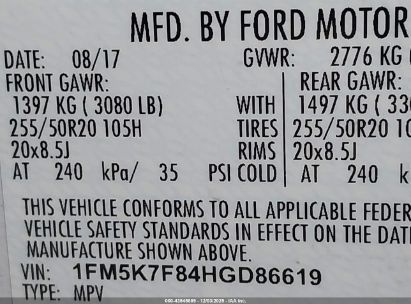 MFD. BY FORD MOTOR
DATE: 08/17 GVWR: 2776 KG
FRONT GAWR: REAR GAWR:
1397 KG ( 3080 LB) WITH 1497 KG (
255/50R20 105H TIRES 255/50R20
20x8.5J RIMS 20x8.5J
AT 240 kPa/ 35 PSI COLD AT 240
THIS VEHICLE CONFORMS TO ALL APPLICABLE
VEHICLE SAFETY STANDARDS IN EFFECT ON THE
MANUFACTURE SHOWN ABOVE.
VIN: 1FM5K7F84HGD86619
TYPE: MPV